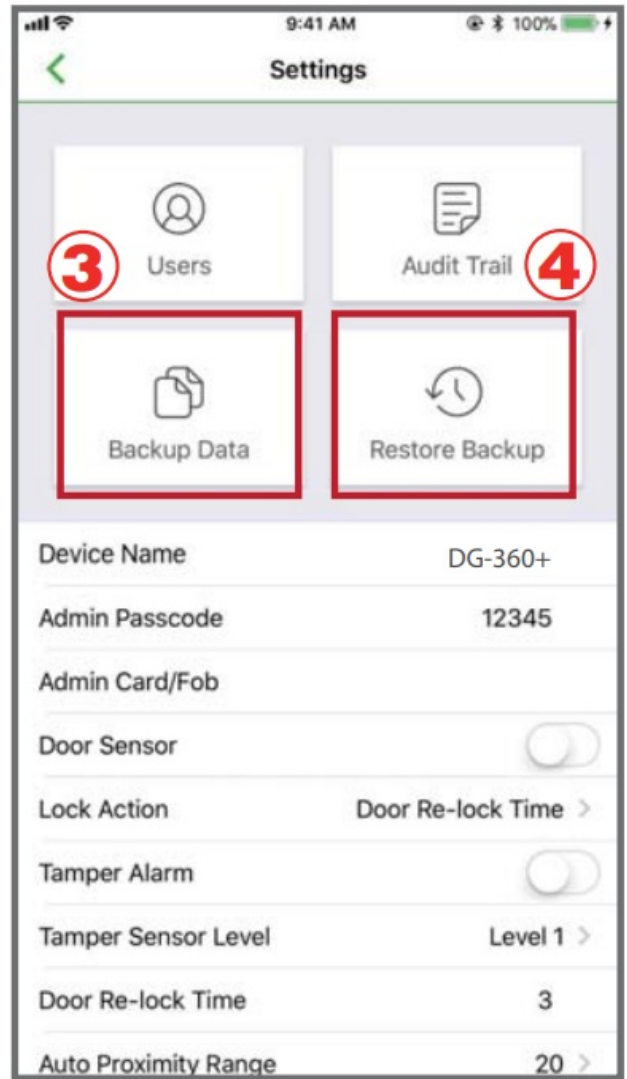 9:41 AM 100%
Settings
Users
Audit Trail
3
4
Backup Data
Restore Backup
Device Name DG-360+
Admin Passcode 12345
Admin Card/Fob
Door Sensor
Lock Action Door Re-lock Time >
Tamper Alarm
Tamper Sensor Level Level 1 >
Door Re-lock Time 3
Auto Proximity Range 20 >